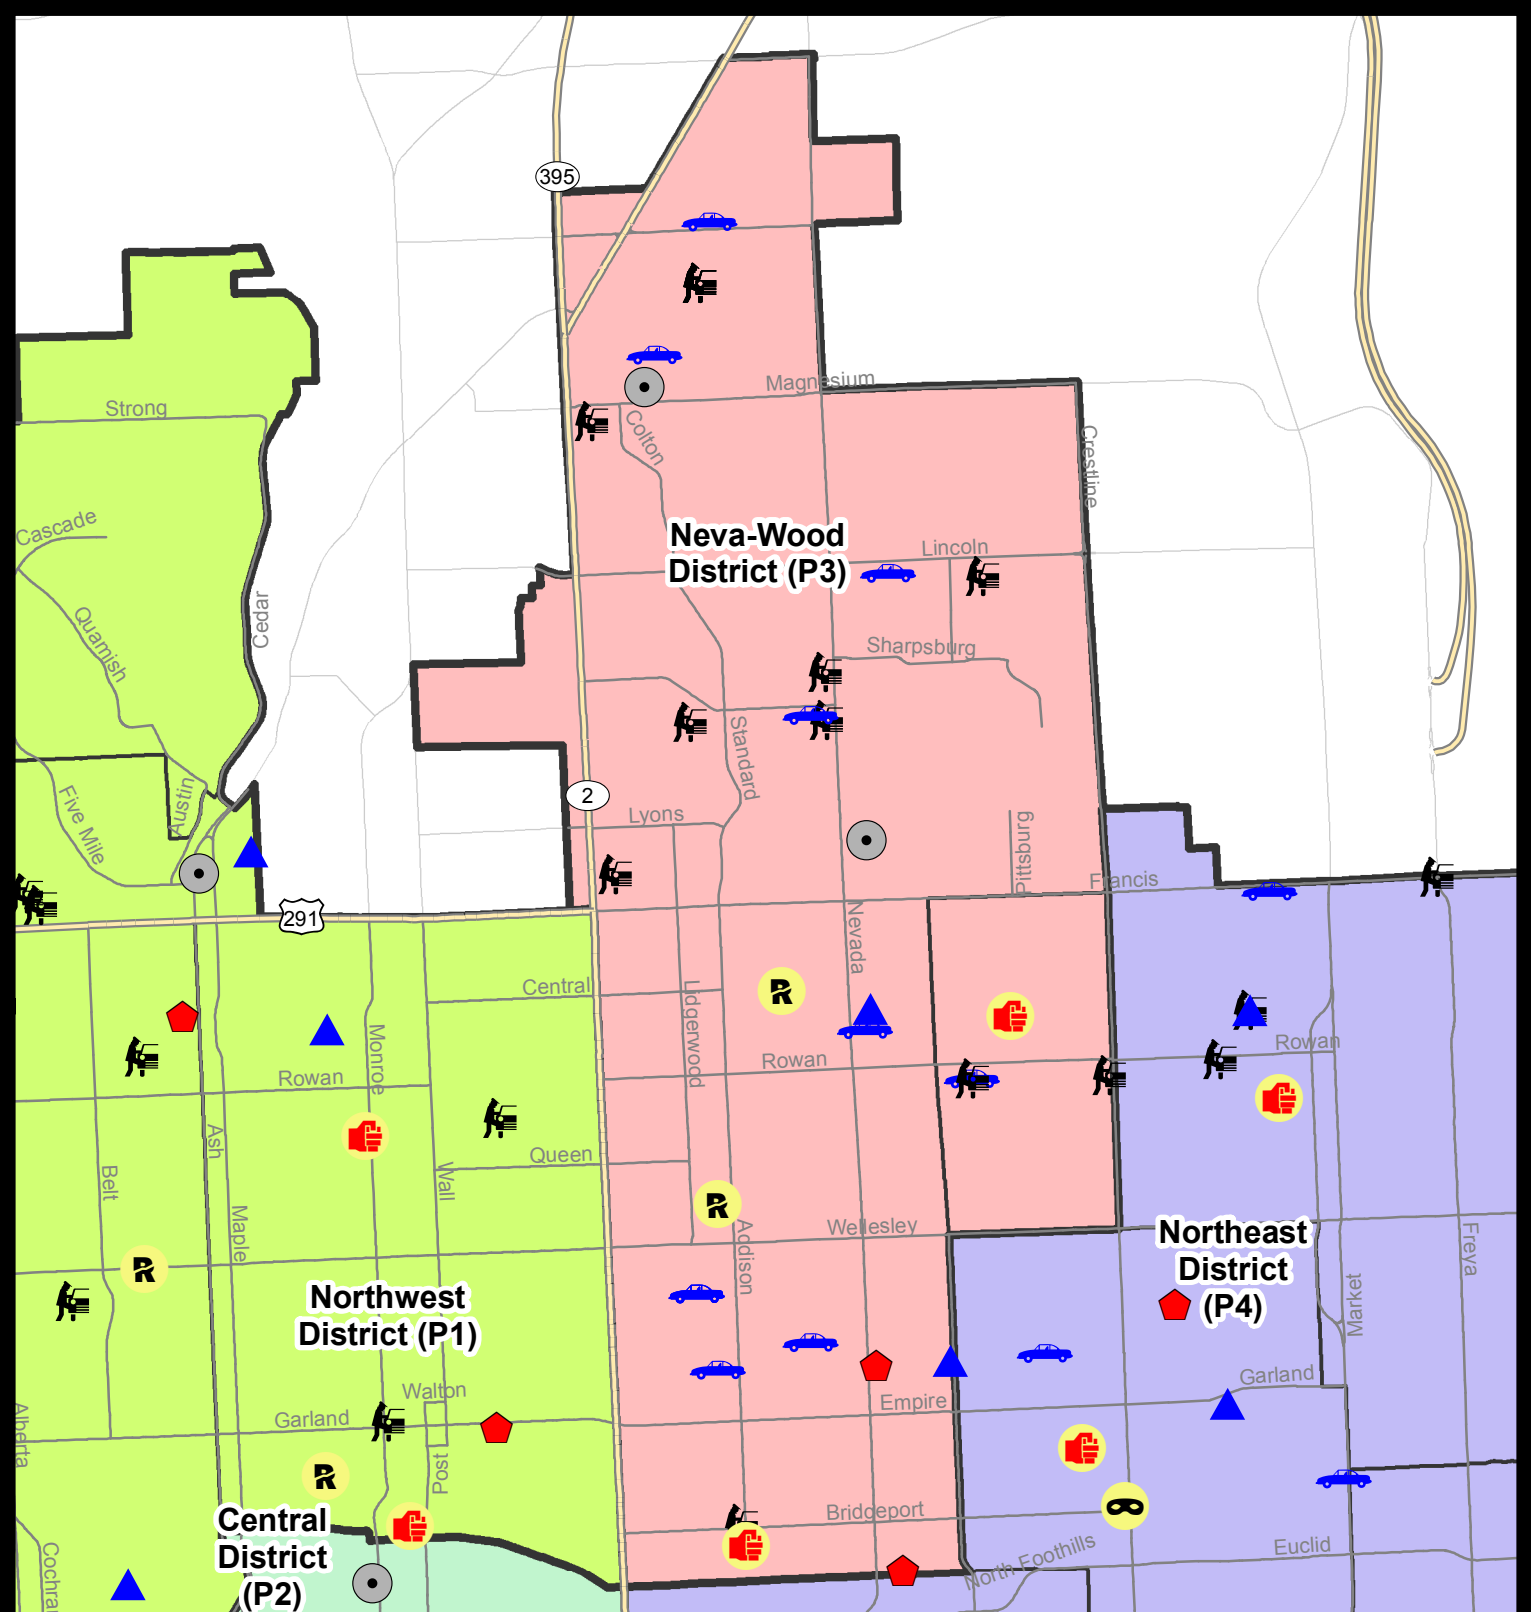 395
Magnesium
Strong
Colton
Crestline
Cascade
Neva-Wood
District (P3)
Lincoln
Cedar
Quamish
Sharpsburg
Standard
2
Austin
Five Mile
Lyons
Pittsburg
Francis
291
Nevada
Central
Lidgerwood
Monroe
Rowan
Rowan
Rowan
Ash
Queen
Belt
Wall
Maple
Addison
Wellesley
Northeast
District
(P4)
Freya
Market
Northwest
District (P1)
Walton
Garland
Empire
Garland
Alberta
Post
R
R
R
R
Central
District
(P2)
Bridgeport
North Foothills
Euclid
Cochra